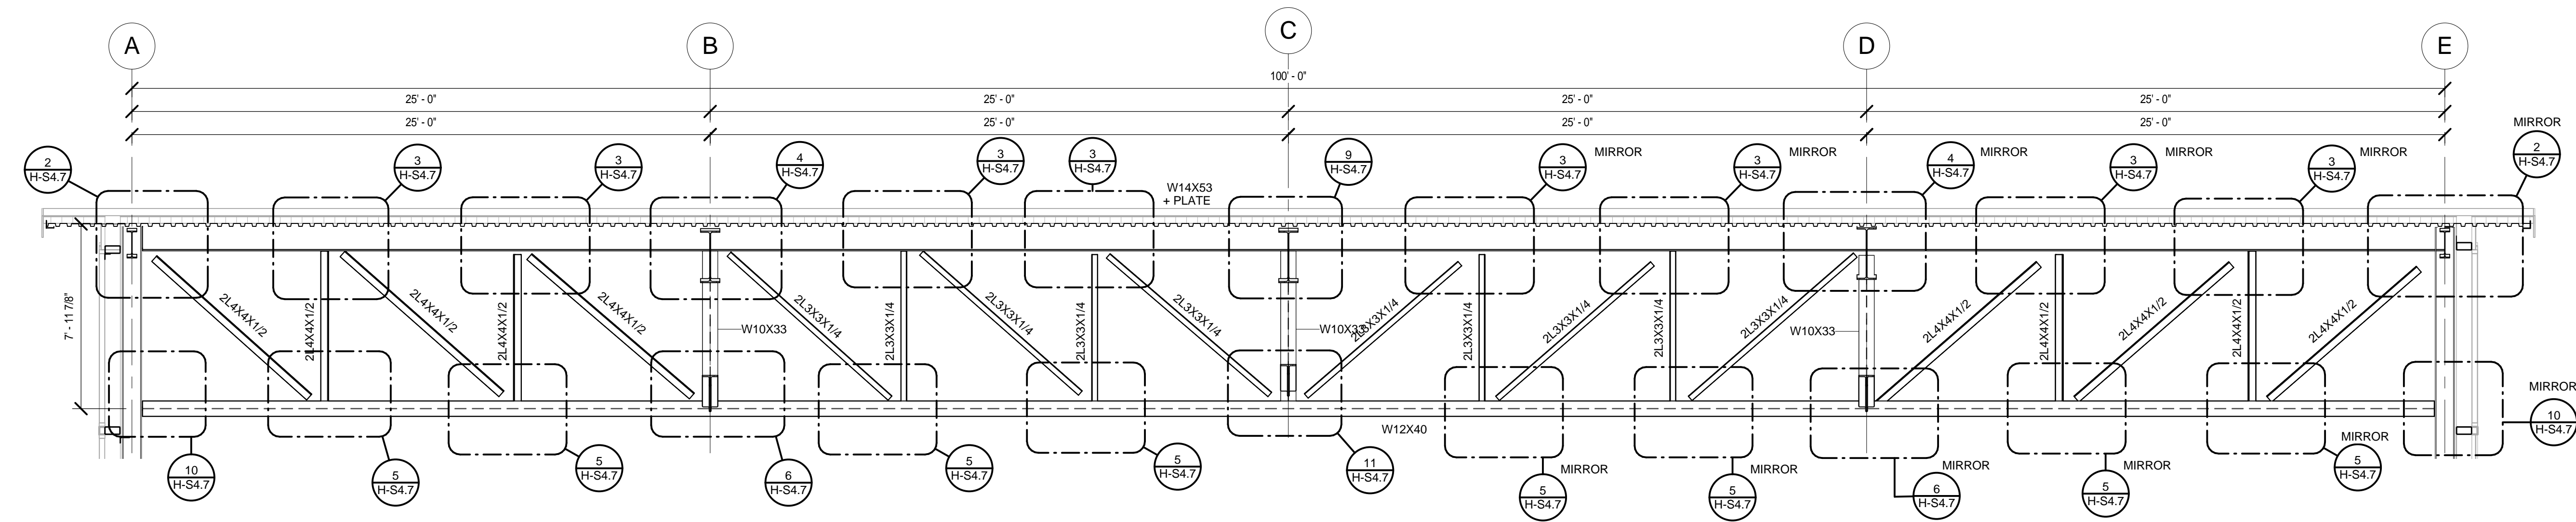 A
B
C
D
E
100' - 0"
25' - 0"
25' - 0"
25' - 0"
25' - 0"
25' - 0"
25' - 0"
25' - 0"
25' - 0"
MIRROR
2
H-S4.7
3
H-S4.7
3
H-S4.7
4
H-S4.7
3
H-S4.7
3
H-S4.7
9
H-S4.7
3
H-S4.7
MIRROR
3
H-S4.7
MIRROR
4
H-S4.7
MIRROR
3
H-S4.7
MIRROR
3
H-S4.7
MIRROR
2
H-S4.7
W14X53
+ PLATE
7' - 11 7/8"
2L4X4X1/2
2L4X4X1/2
2L4X4X1/2
2L4X4X1/2
2L4X4X1/2
W10X33
2L3X3X1/4
2L3X3X1/4
2L3X3X1/4
2L3X3X1/4
2L3X3X1/4
W10X33
2L3X3X1/4
2L3X3X1/4
2L3X3X1/4
2L3X3X1/4
2L3X3X1/4
W10X33
2L4X4X1/2
2L4X4X1/2
2L4X4X1/2
2L4X4X1/2
2L4X4X1/2
W12X40
10
H-S4.7
5
H-S4.7
5
H-S4.7
6
H-S4.7
5
H-S4.7
5
H-S4.7
11
H-S4.7
MIRROR
5
H-S4.7
MIRROR
5
H-S4.7
MIRROR
6
H-S4.7
MIRROR
5
H-S4.7
MIRROR
5
H-S4.7
MIRROR
10
H-S4.7